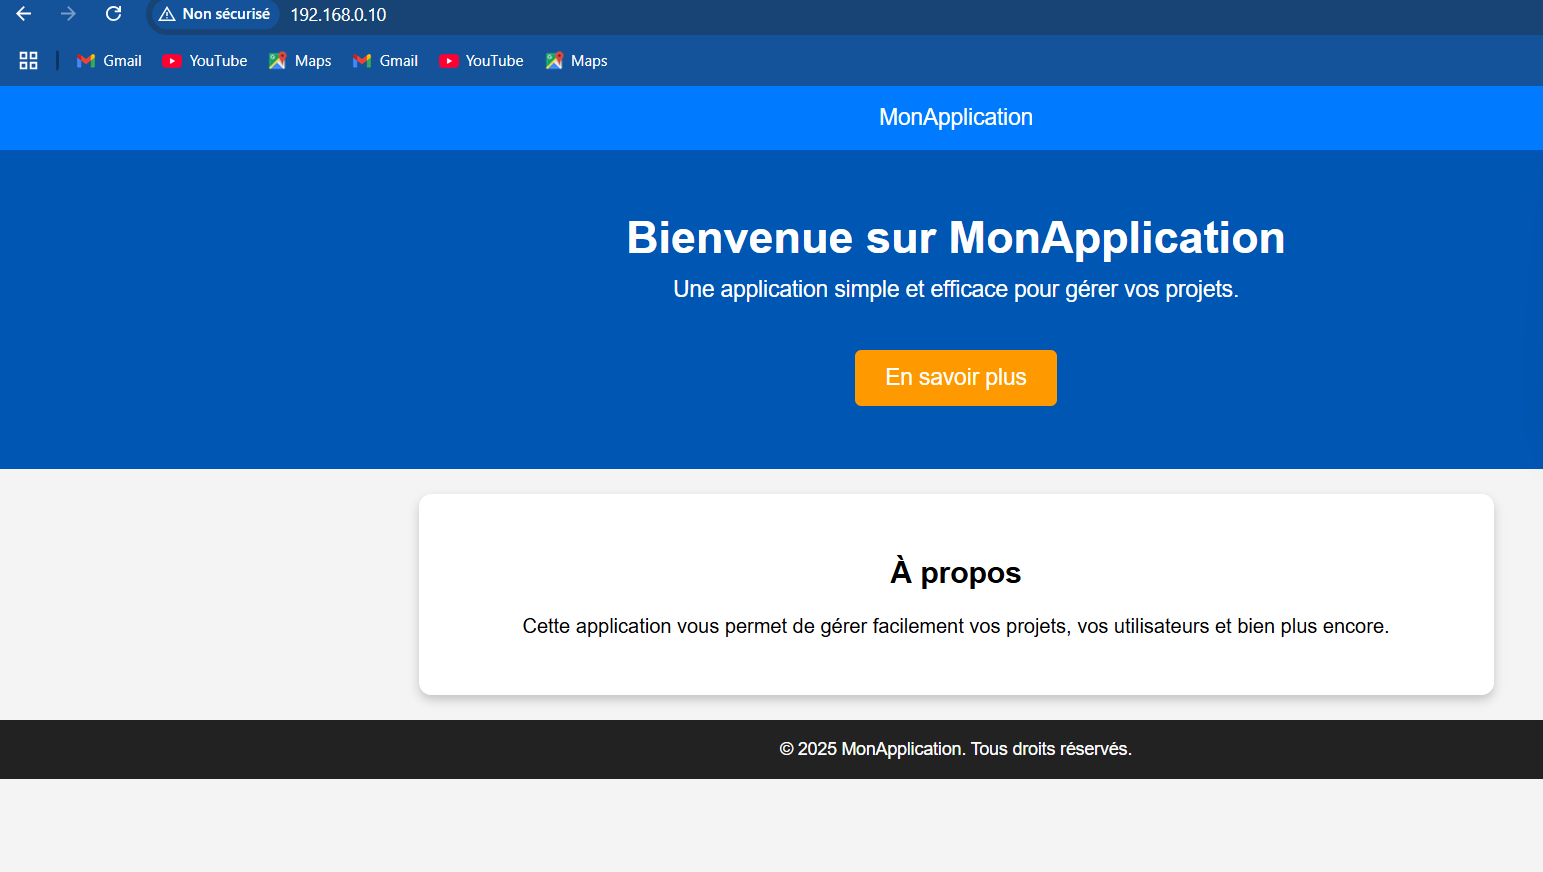 Non sécurisé 192.168.0.10
Gmail YouTube Maps Gmail YouTube Maps
MonApplication
Bienvenue sur MonApplication
Une application simple et efficace pour gérer vos projets.
En savoir plus
À propos
Cette application vous permet de gérer facilement vos projets, vos utilisateurs et bien plus encore.
© 2025 MonApplication. Tous droits réservés.